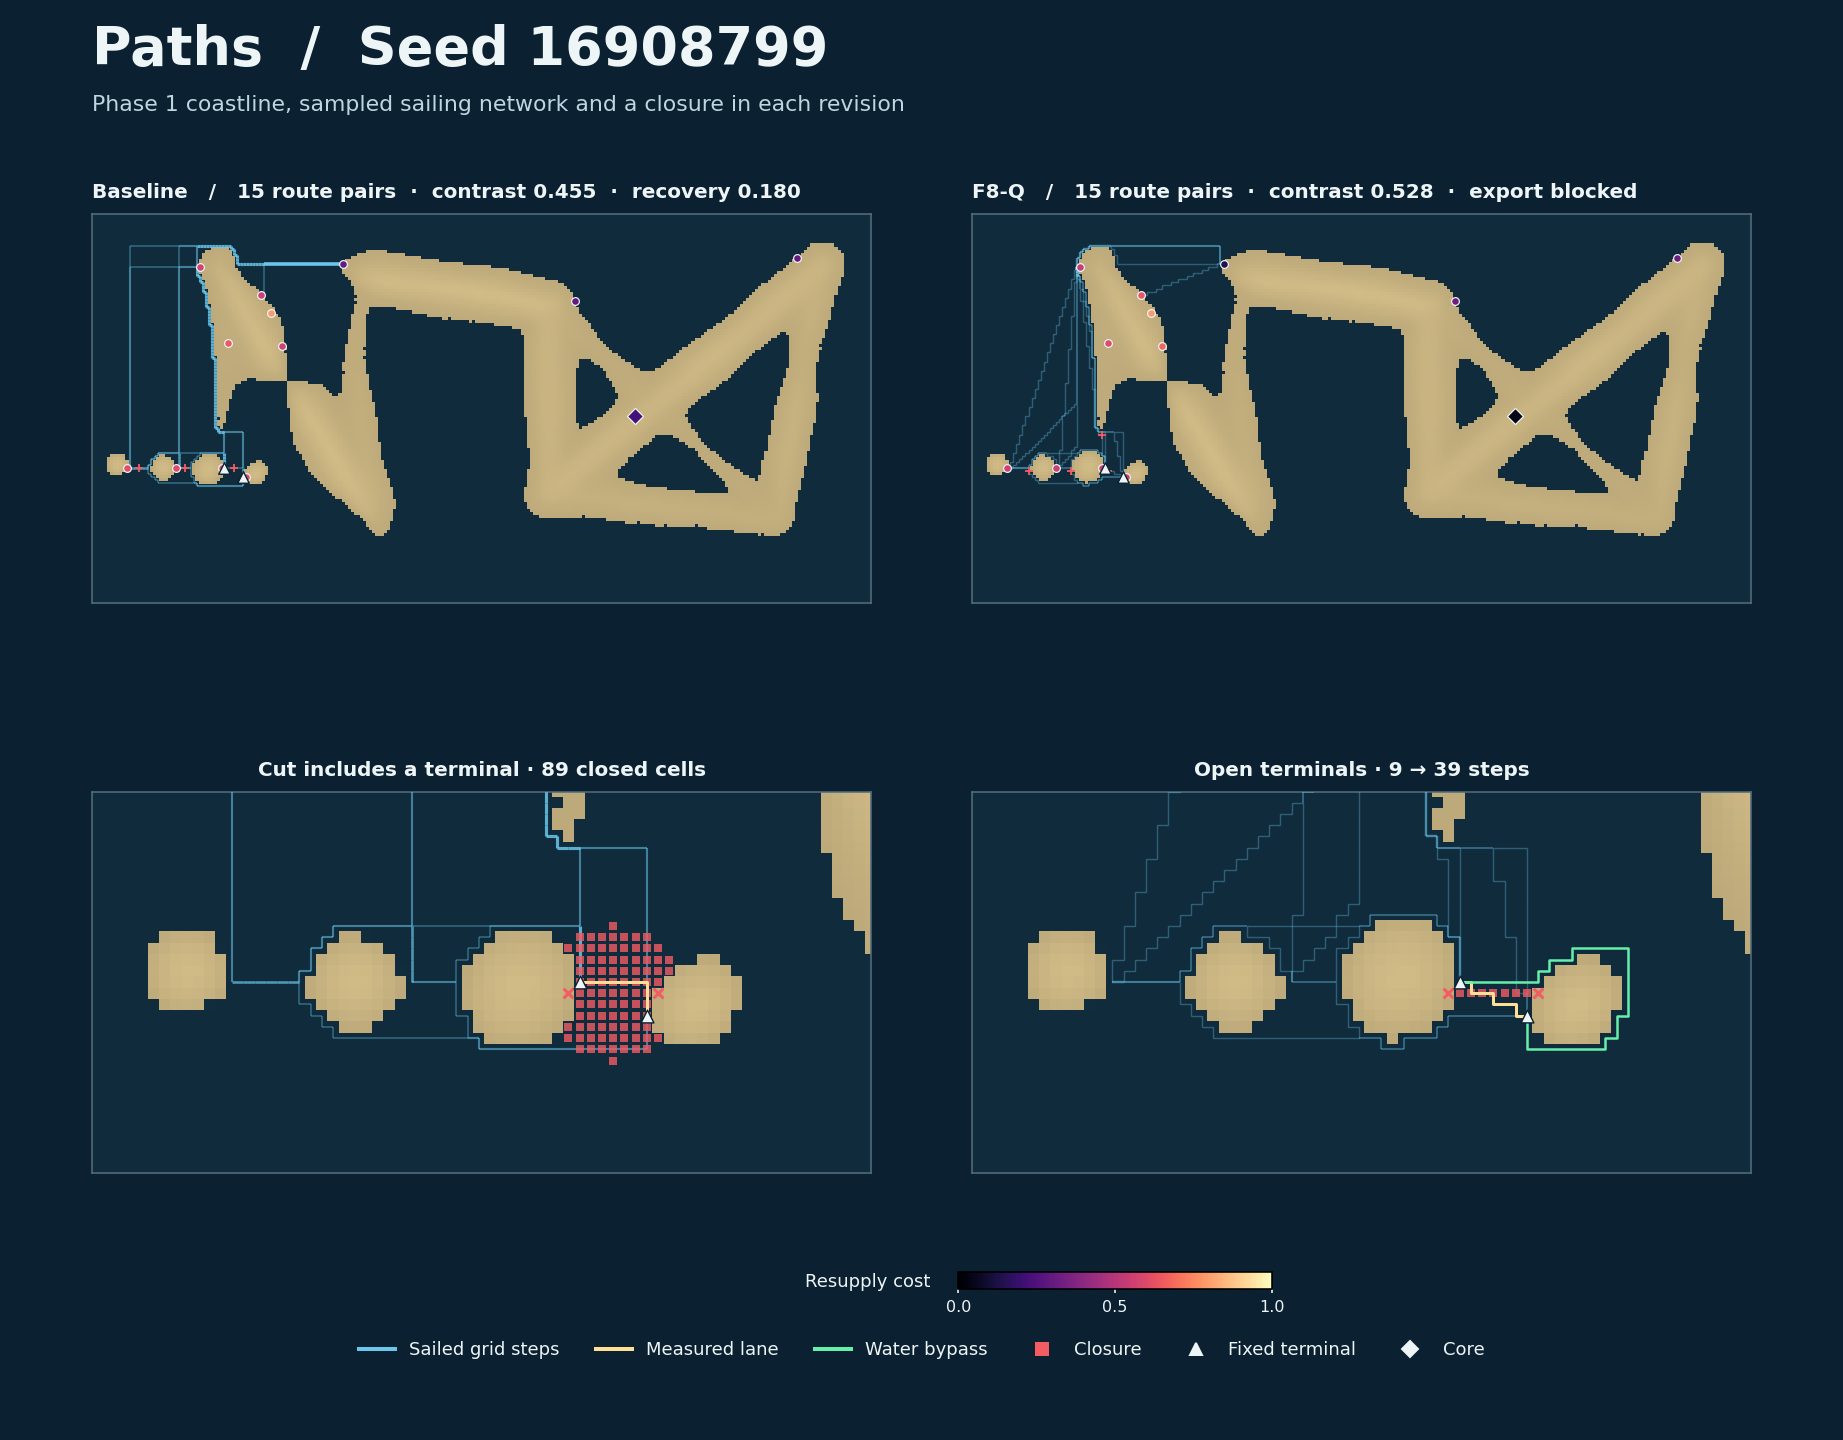 Paths / Seed 16908799
Phase 1 coastline, sampled sailing network and a closure in each revision
Baseline / 15 route pairs · contrast 0.455 · recovery 0.180
F8-Q / 15 route pairs · contrast 0.528 · export blocked
Cut includes a terminal · 89 closed cells
Open terminals · 9 → 39 steps
Resupply cost
0.0 0.5 1.0
Sailed grid steps Measured lane Water bypass Closure Fixed terminal Core